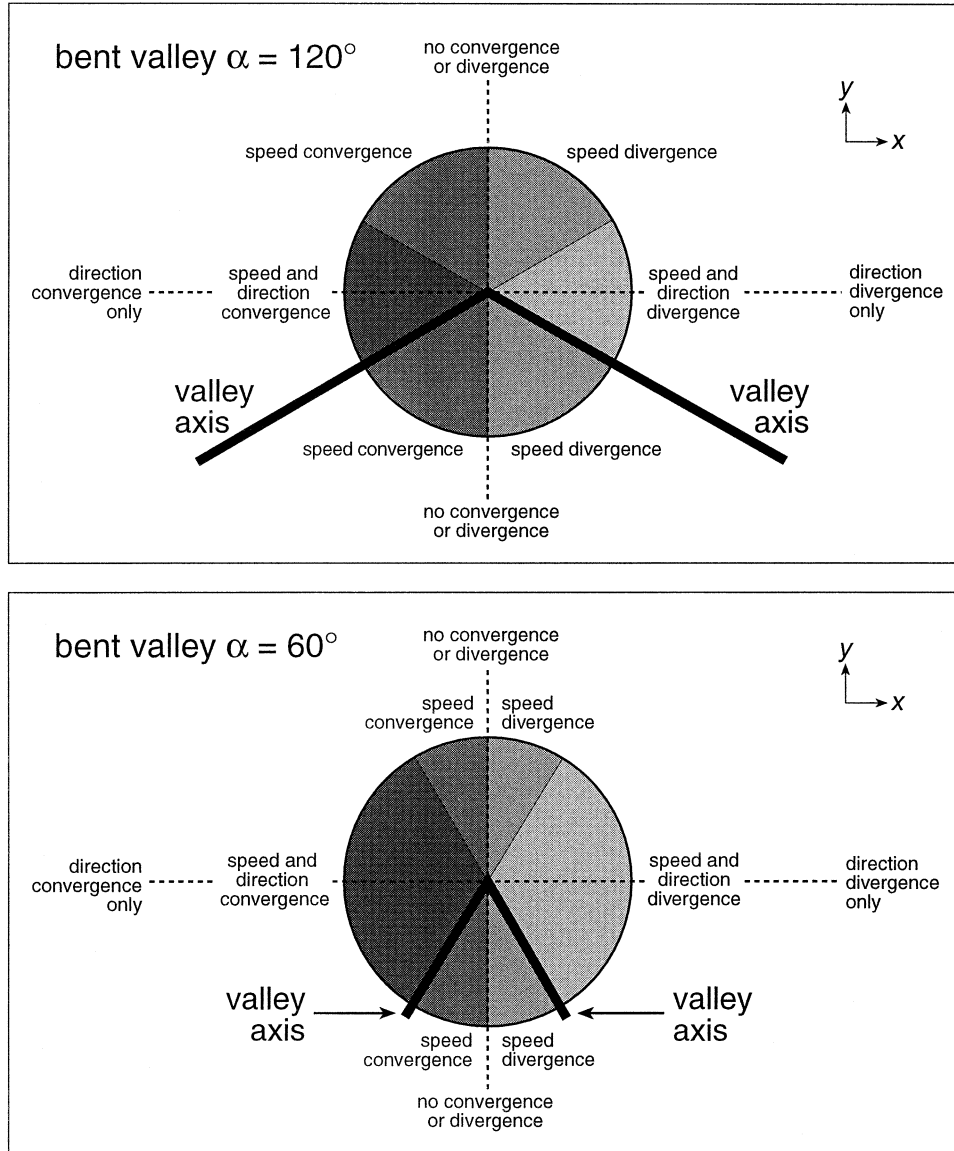 bent valley α = 120°
no convergence
or divergence
y
x
speed convergence
speed divergence
direction
convergence
only
speed and
direction
convergence
speed and
direction
divergence
direction
divergence
only
valley
axis
valley
axis
speed convergence
speed divergence
no convergence
or divergence
bent valley α = 60°
no convergence
or divergence
y
x
speed
convergence
speed
divergence
direction
convergence
only
speed and
direction
convergence
speed and
direction
divergence
direction
divergence
only
valley
axis
valley
axis
speed
convergence
speed
divergence
no convergence
or divergence